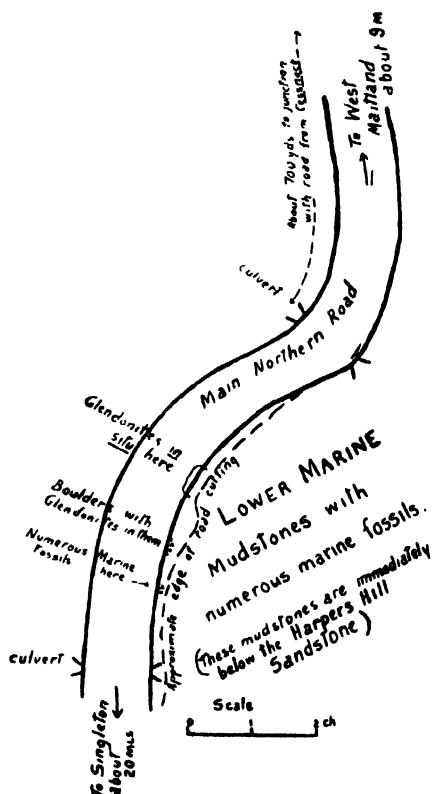 To West
Maitland
about 9 M
About 700 yds to junction
with road from Cessnock
culvert
Main Northern Road
Glendonites in
situ here
Boulders with
Glendonites in them
Numerous Marine
Fossils
here
Approximate edge of road cutting
LOWER MARINE
Mudstones with
numerous marine fossils.
(These mudstones are immediately
below the Harpers Hill
Sandstone)
culvert
Scale
ch
To Singleton
about
20 MLS